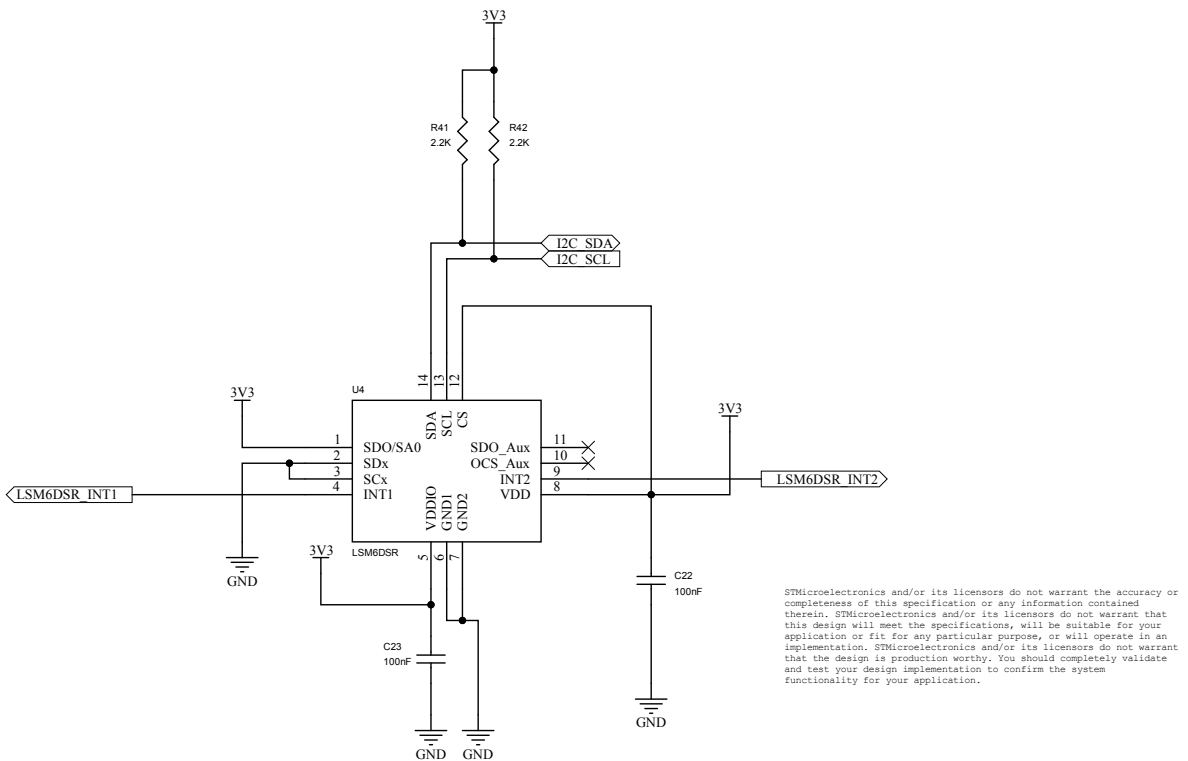 3V3
R41
2.2K
R42
2.2K
I2C_SDA
I2C_SCL
14
13
12
U4
3V3
3V3
SDA
SCL
CS
1
SDO/SA0
2
SDx
3
SCx
4
INT1
SDO_Aux
11
OCS_Aux
10
INT2
9
VDD
8
LSM6DSR_INT1
LSM6DSR_INT2
VDDIO
GND1
GND2
LSM6DSR
5
6
7
3V3
GND
C22
100nF
C23
100nF
GND
GND
GND
STMicroelectronics and/or its licensors do not warrant the accuracy or
completeness of this specification or any information contained
therein. STMicroelectronics and/or its licensors do not warrant that
this design will meet the specifications, will be suitable for your
application or fit for any particular purpose, or will operate in an
implementation. STMicroelectronics and/or its licensors do not warrant
that the design is production worthy. You should completely validate
and test your design implementation to confirm the system
functionality for your application.